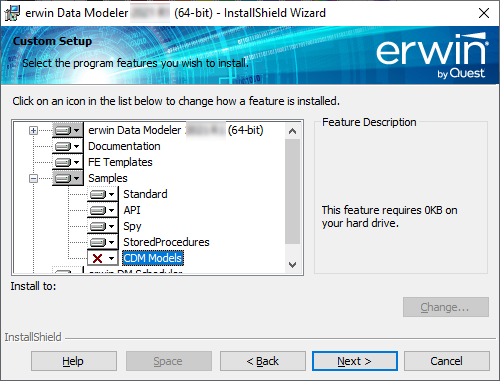 erwin Data Modeler (64-bit) - InstallShield Wizard
Custom Setup
Select the program features you wish to install.
erwin®
by Quest
Click on an icon in the list below to change how a feature is installed.
erwin Data Modeler (64-bit)
Documentation
FE Templates
Samples
Standard
API
Spy
StoredProcedures
CDM Models
erwin DM Scheduler
Feature Description
This feature requires 0KB on
your hard drive.
Install to:
Change...
InstallShield
Help
Space
< Back
Next >
Cancel